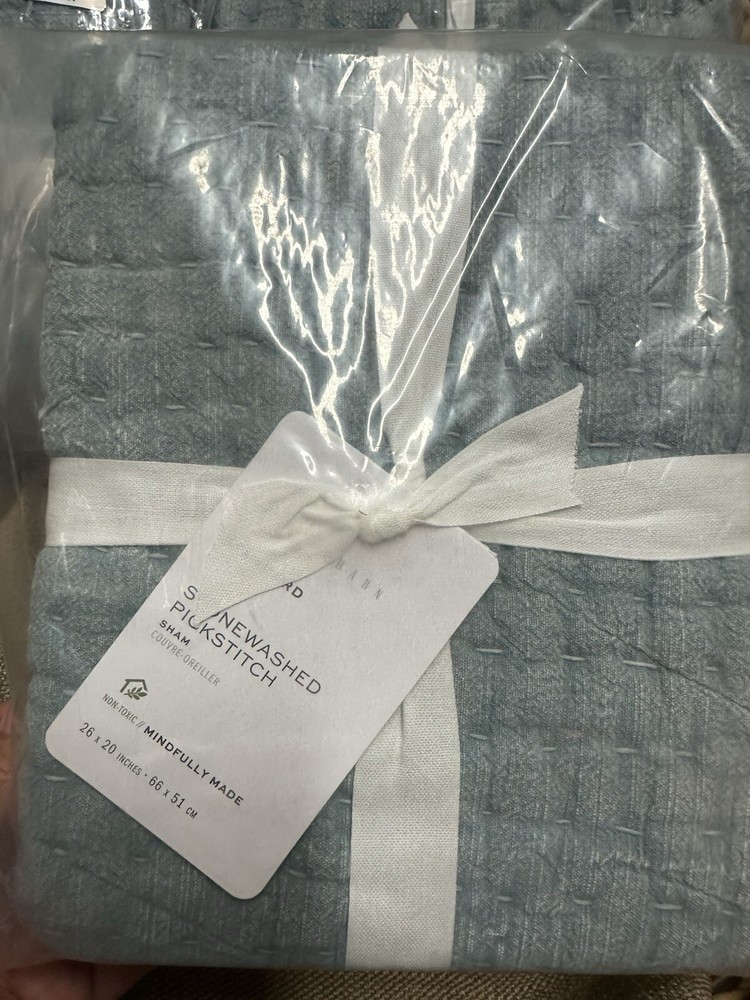 STONEWASHED
PICKSTITCH
SHAM
COUVRE-OREILLER
NON-TOXIC // MINDFULLY MADE
26 x 20 INCHES · 66 x 51 CM